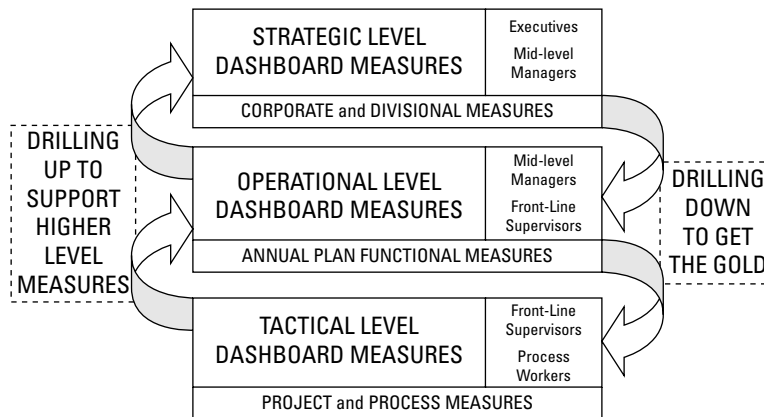 STRATEGIC LEVEL
DASHBOARD MEASURES
Executives
Mid-level
Managers
CORPORATE and DIVISIONAL MEASURES
DRILLING
UP TO
SUPPORT
HIGHER
LEVEL
MEASURES
OPERATIONAL LEVEL
DASHBOARD MEASURES
Mid-level
Managers
Front-Line
Supervisors
ANNUAL PLAN FUNCTIONAL MEASURES
DRILLING
DOWN
TO GET
THE GOLD
TACTICAL LEVEL
DASHBOARD MEASURES
Front-Line
Supervisors
Process
Workers
PROJECT and PROCESS MEASURES